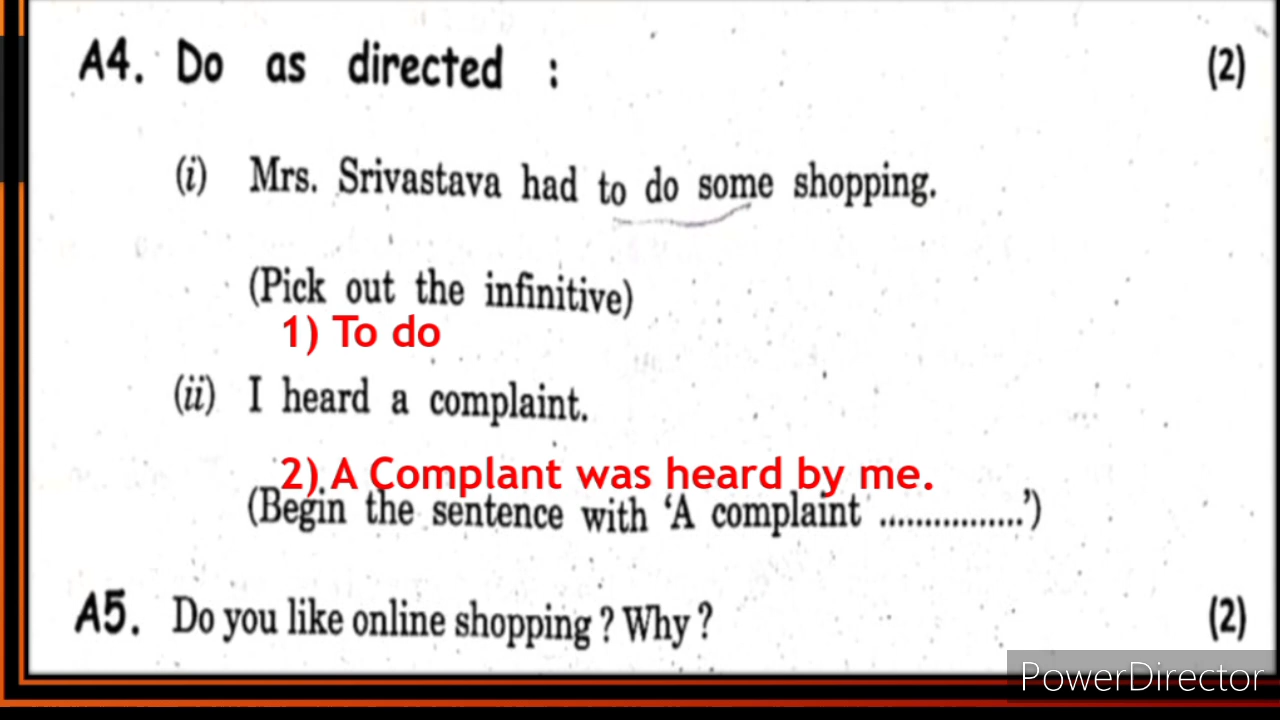 A4. Do as directed : (2)
(i) Mrs. Srivastava had to do some shopping.
(Pick out the infinitive)
1) To do
(ii) I heard a complaint.
2) A Complant was heard by me.
(Begin the sentence with ‘A complaint ................’)
A5. Do you like online shopping ? Why ? (2)
PowerDirector